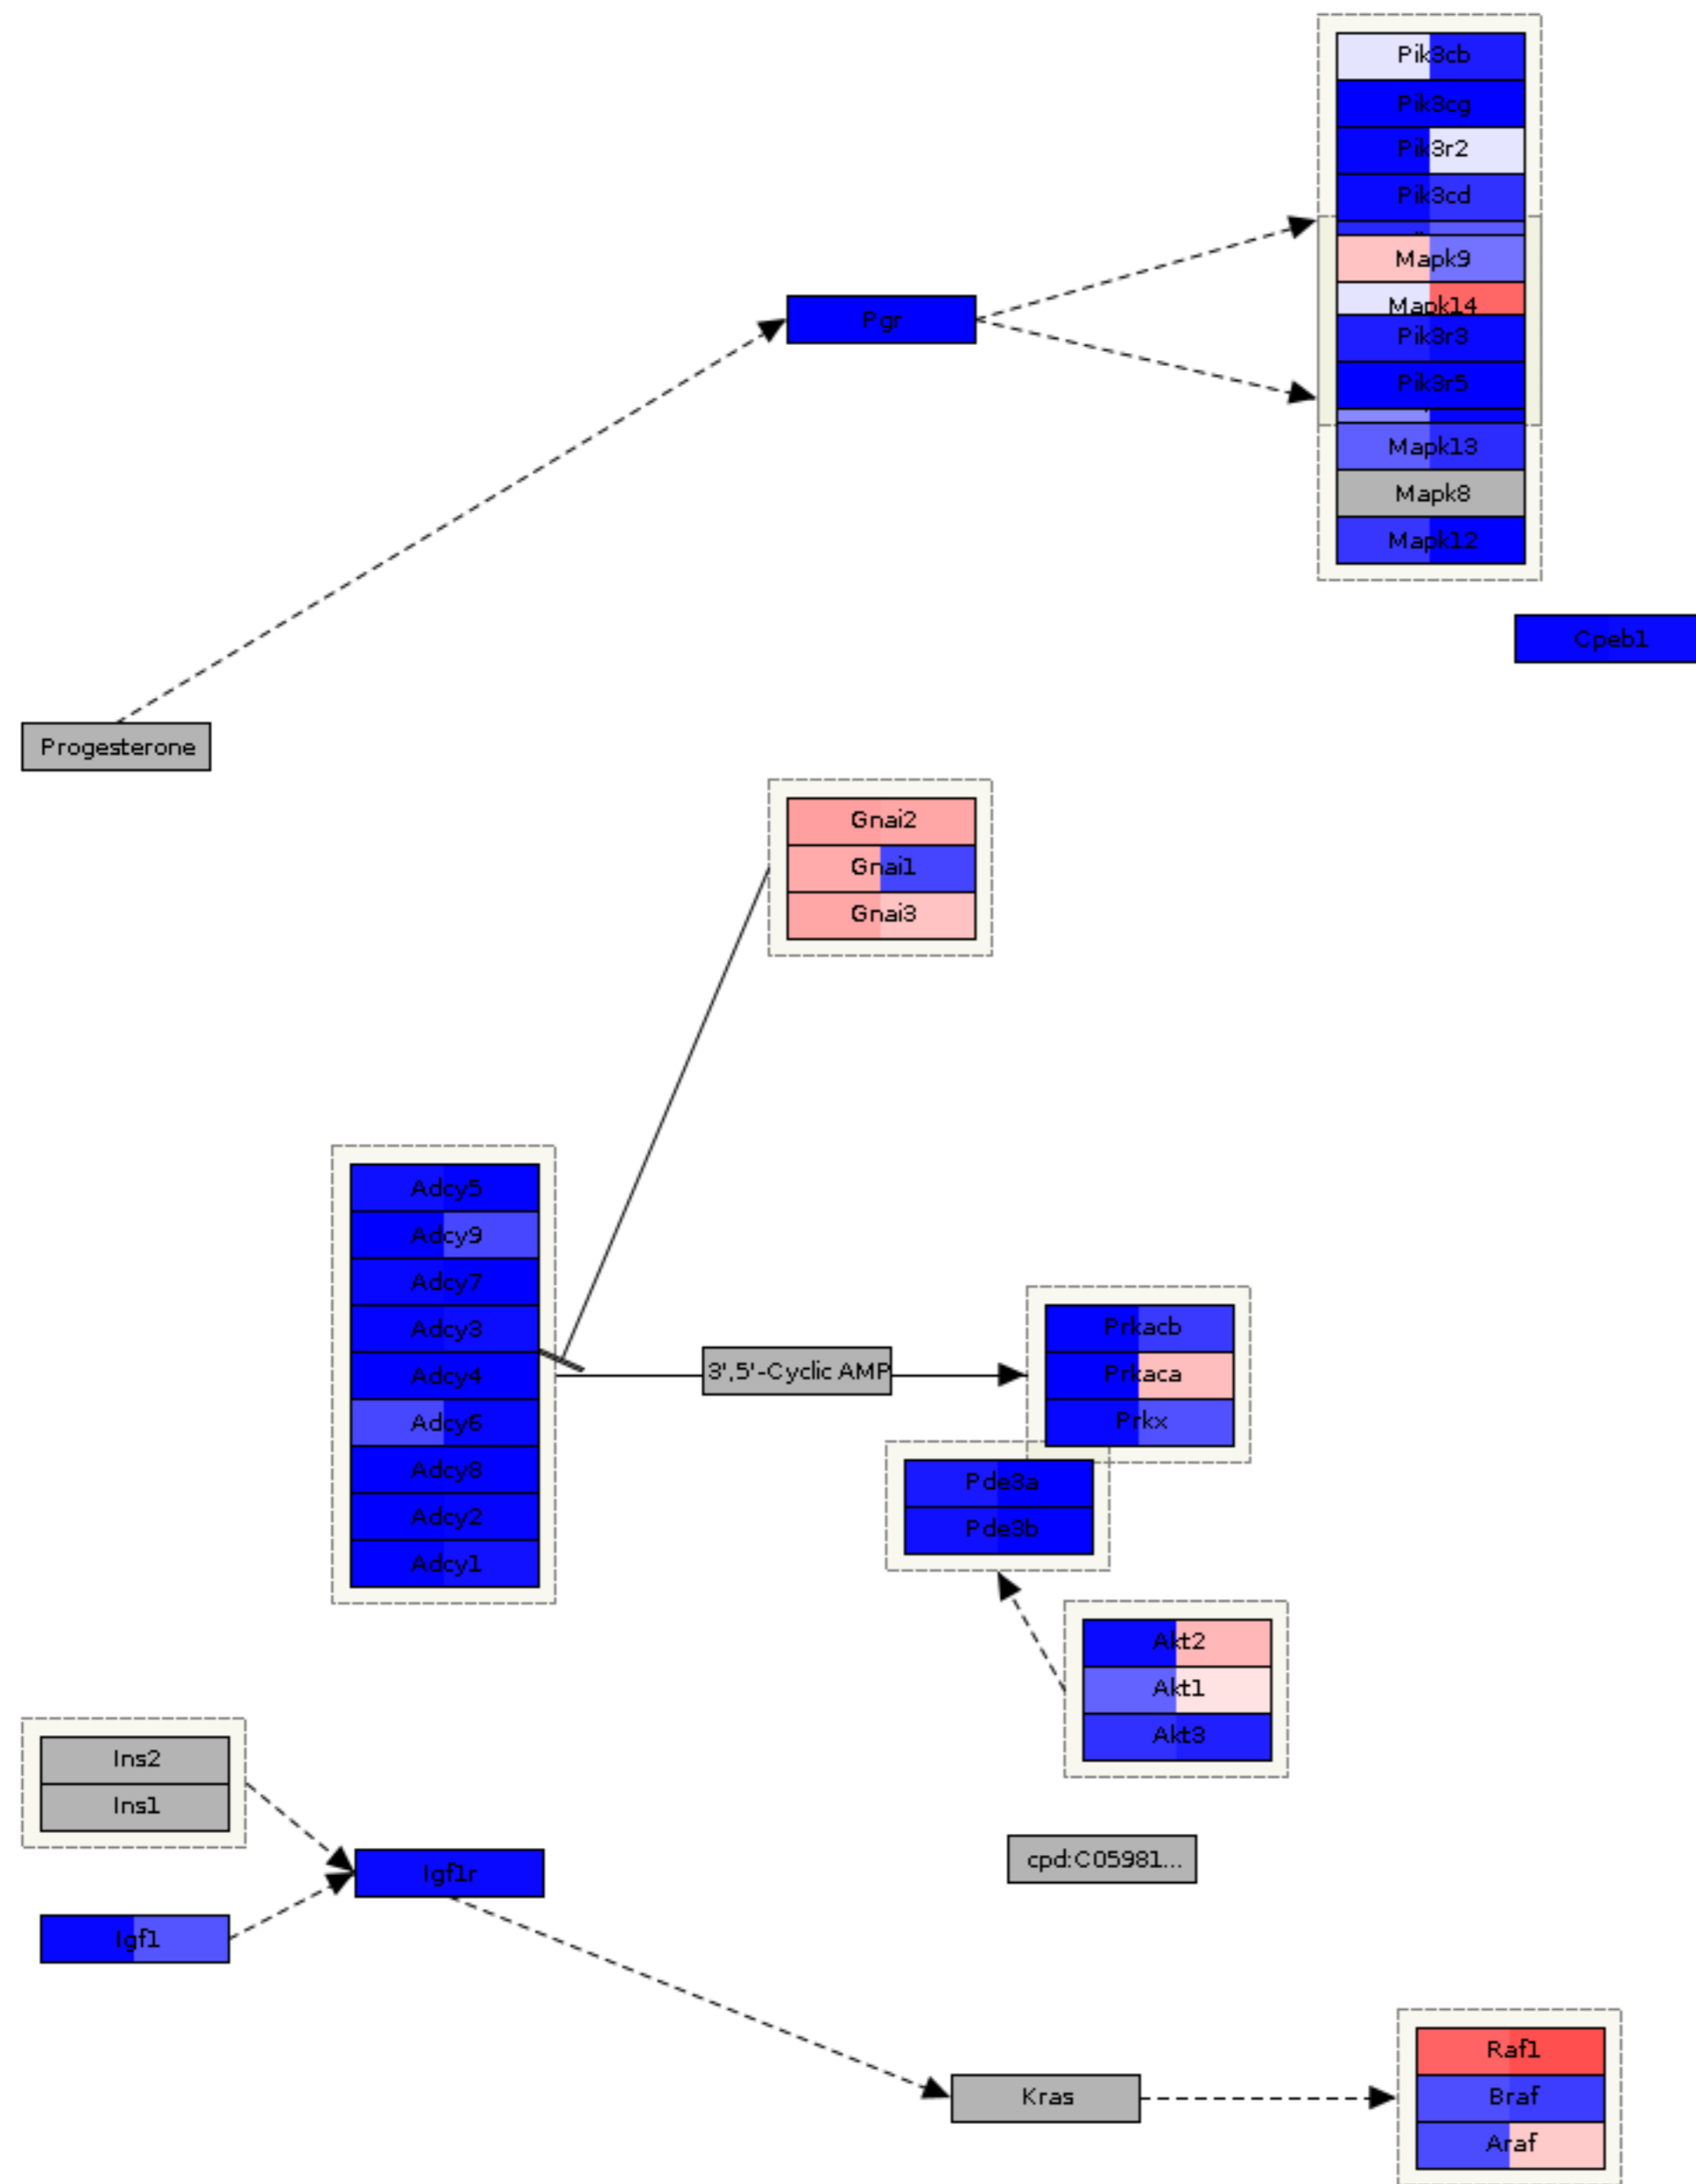 Pik3cb
Pik3cg
Pik3r2
Pik3cd
Mapk9
Mapk14
Pgr
Pik3r3
Pik3r5
Mapk13
Mapk8
Mapk12
Cpeb1
Progesterone
Gnai2
Gnai1
Gnai3
Adcy5
Adcy9
Adcy7
Adcy3
Adcy4
Adcy6
Adcy8
Adcy2
Adcy1
3',5'-Cyclic AMP
Prkacb
Prkaca
Prkx
Pde3a
Pde3b
Akt2
Akt1
Akt3
Ins2
Ins1
Igf1r
Igf1
cpd:C05981...
Kras
Raf1
Braf
Araf